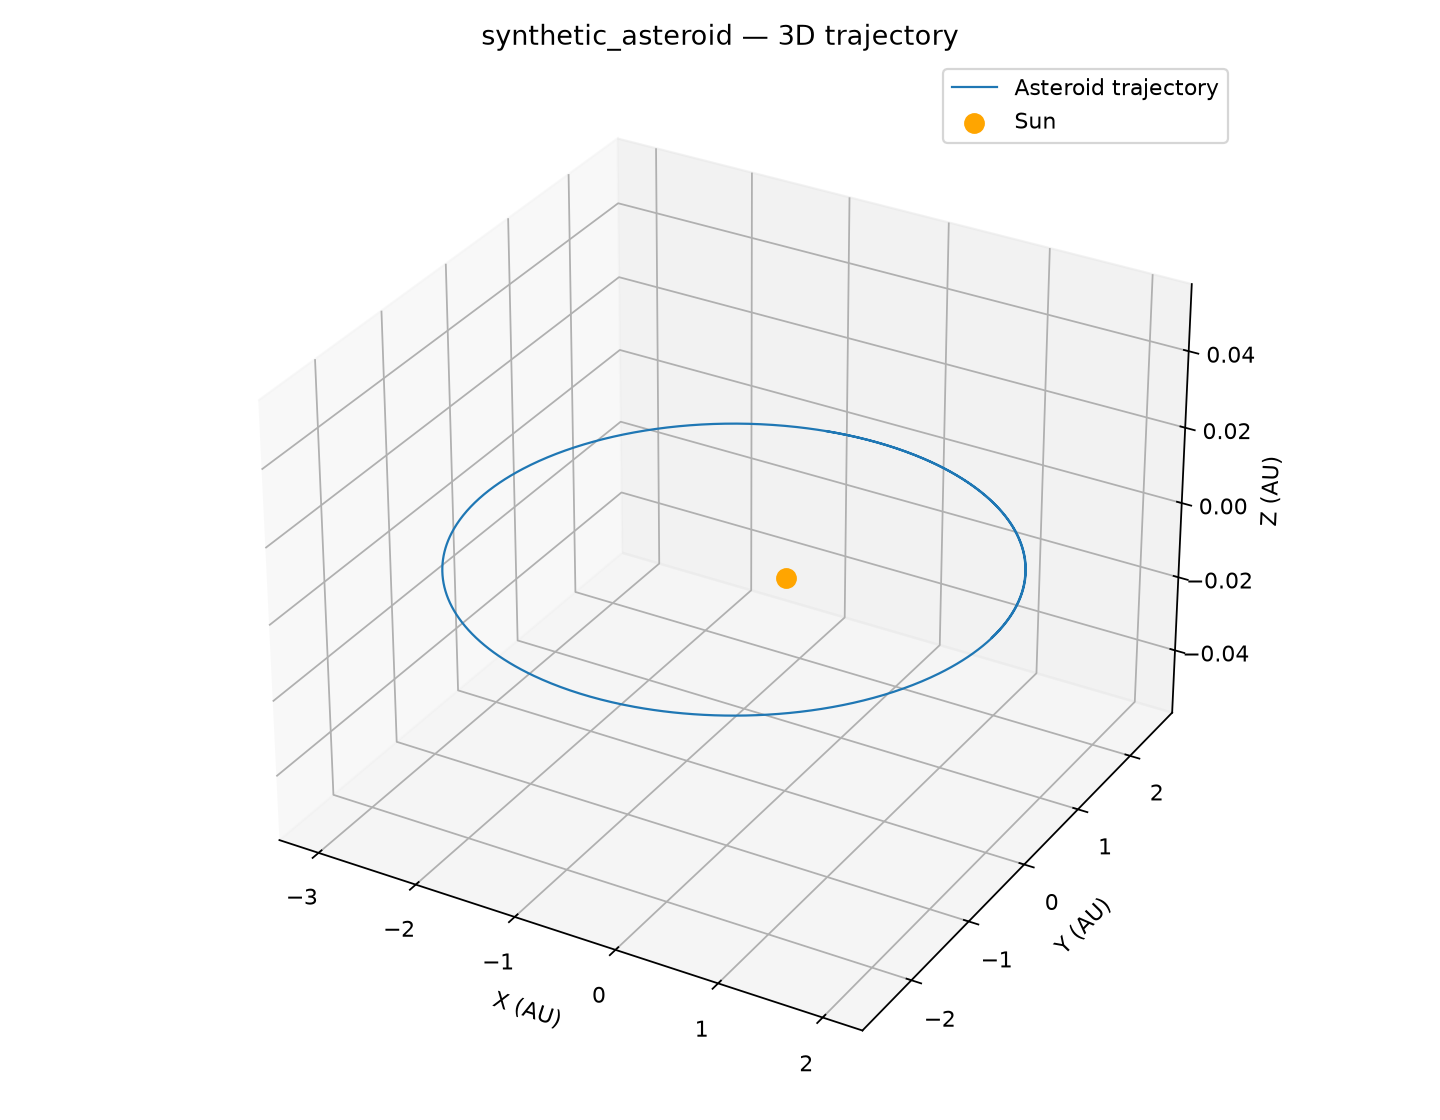 synthetic_asteroid — 3D trajectory
Asteroid trajectory
Sun
0.04
0.02
0.00
−0.02
−0.04
Z (AU)
2
1
0
−1
−2
Y (AU)
−3
−2
−1
0
1
2
X (AU)